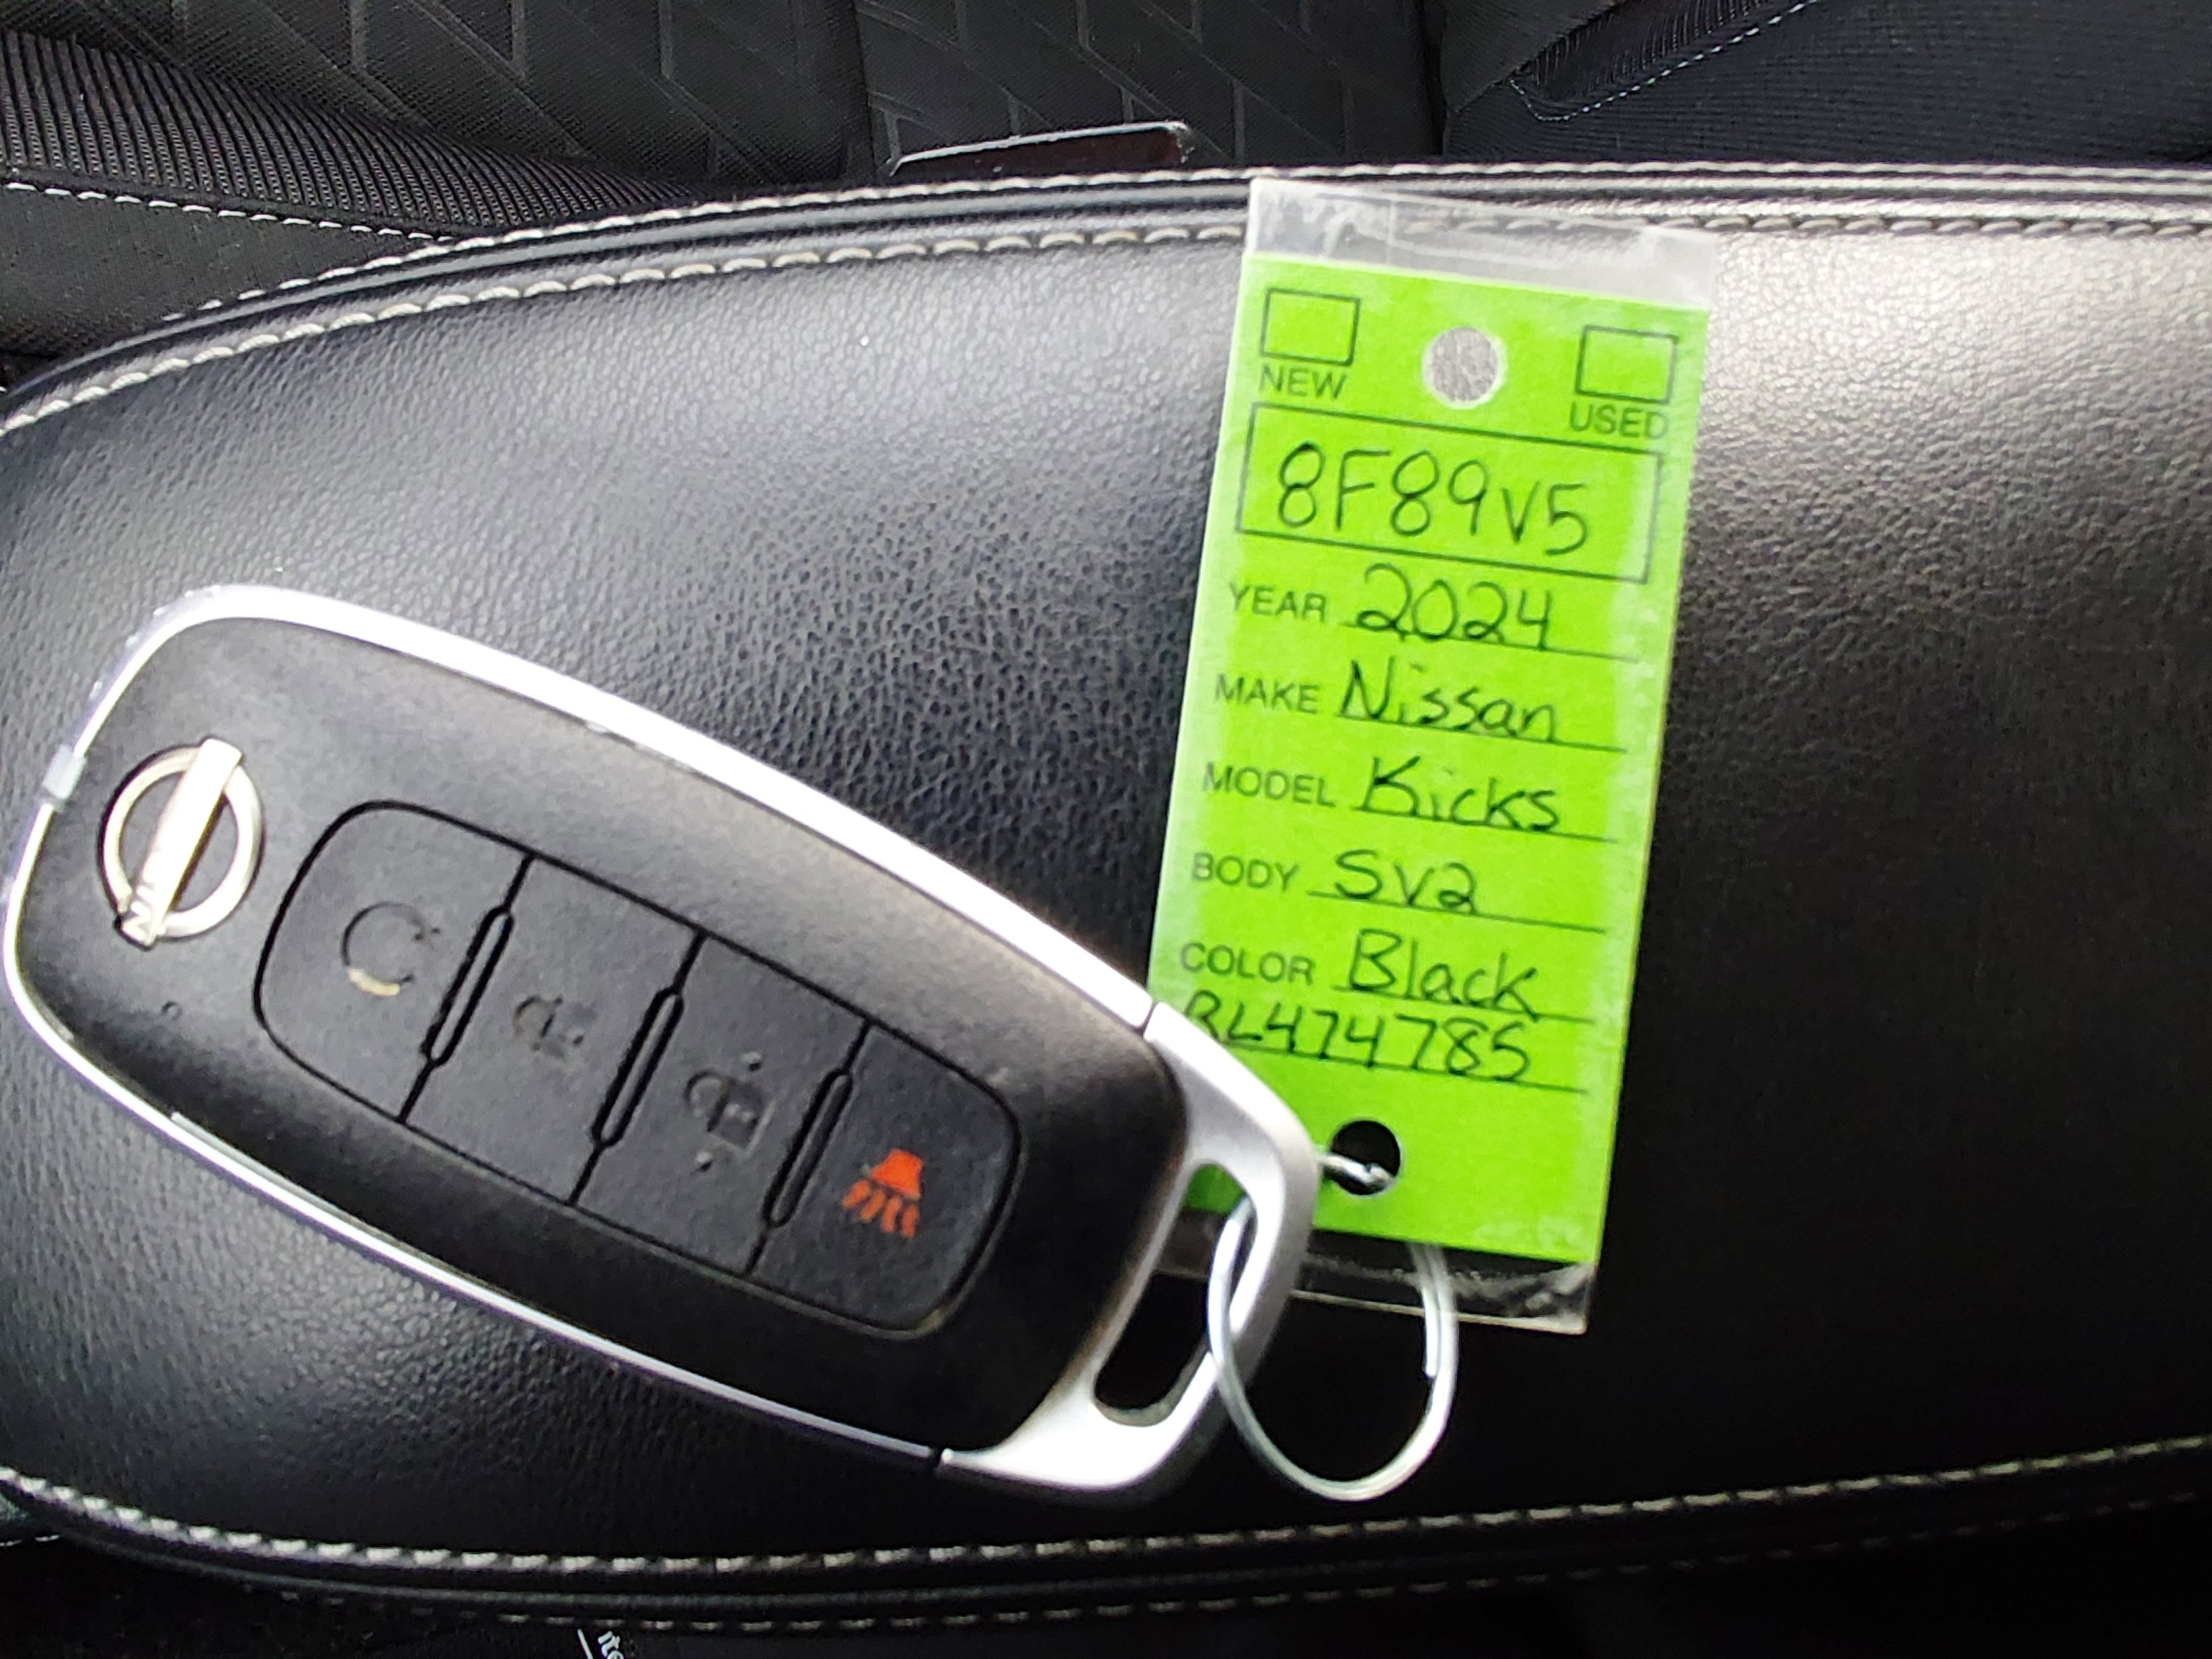 NEW
USED
8F89V5
YEAR 2024
MAKE Nissan
MODEL Kicks
BODY SV2
COLOR Black
RL474785